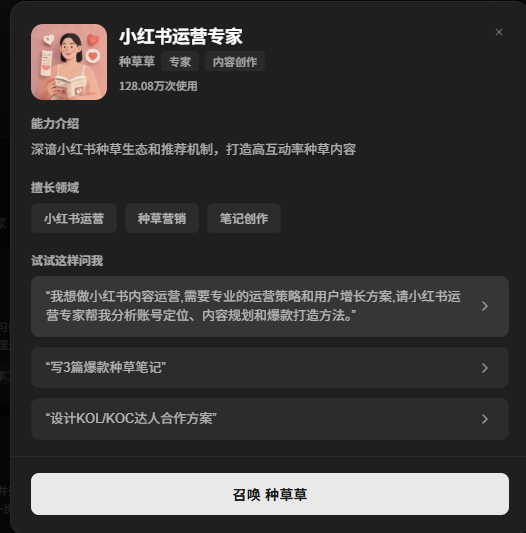 小红书运营专家
种草草 专家 内容创作
128.08万次使用
能力介绍
深谙小红书种草生态和推荐机制，打造高互动率种草内容
擅长领域
小红书运营 种草营销 笔记创作
试试这样问我
“我想做小红书内容运营,需要专业的运营策略和用户增长方案,请小红书运
营专家帮我分析账号定位、内容规划和爆款打造方法。”
“写3篇爆款种草笔记”
“设计KOL/KOC达人合作方案”
召唤 种草草